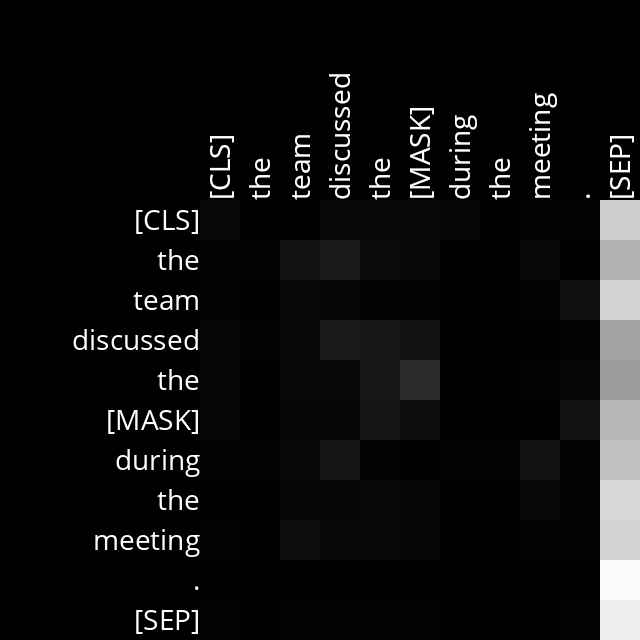 [CLS] the team discussed the [MASK] during the meeting . [SEP]
[CLS]
the
team
discussed
the
[MASK]
during
the
meeting
.
[SEP]